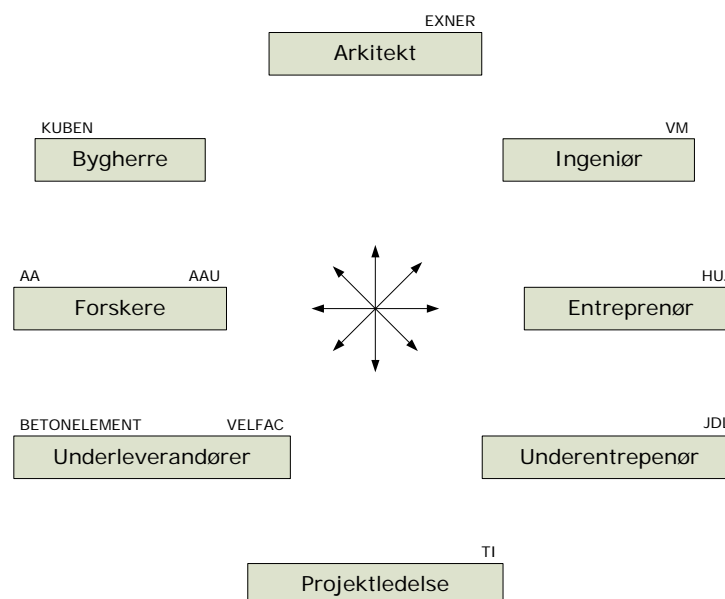 EXNER
Arkitekt
KUBEN
Bygherre
VM
Ingeniør
AA AAU
Forskere
Entreprenør
BETONELEMENT VELFAC
Underleverandører
Underentrepenør
TI
Projektledelse